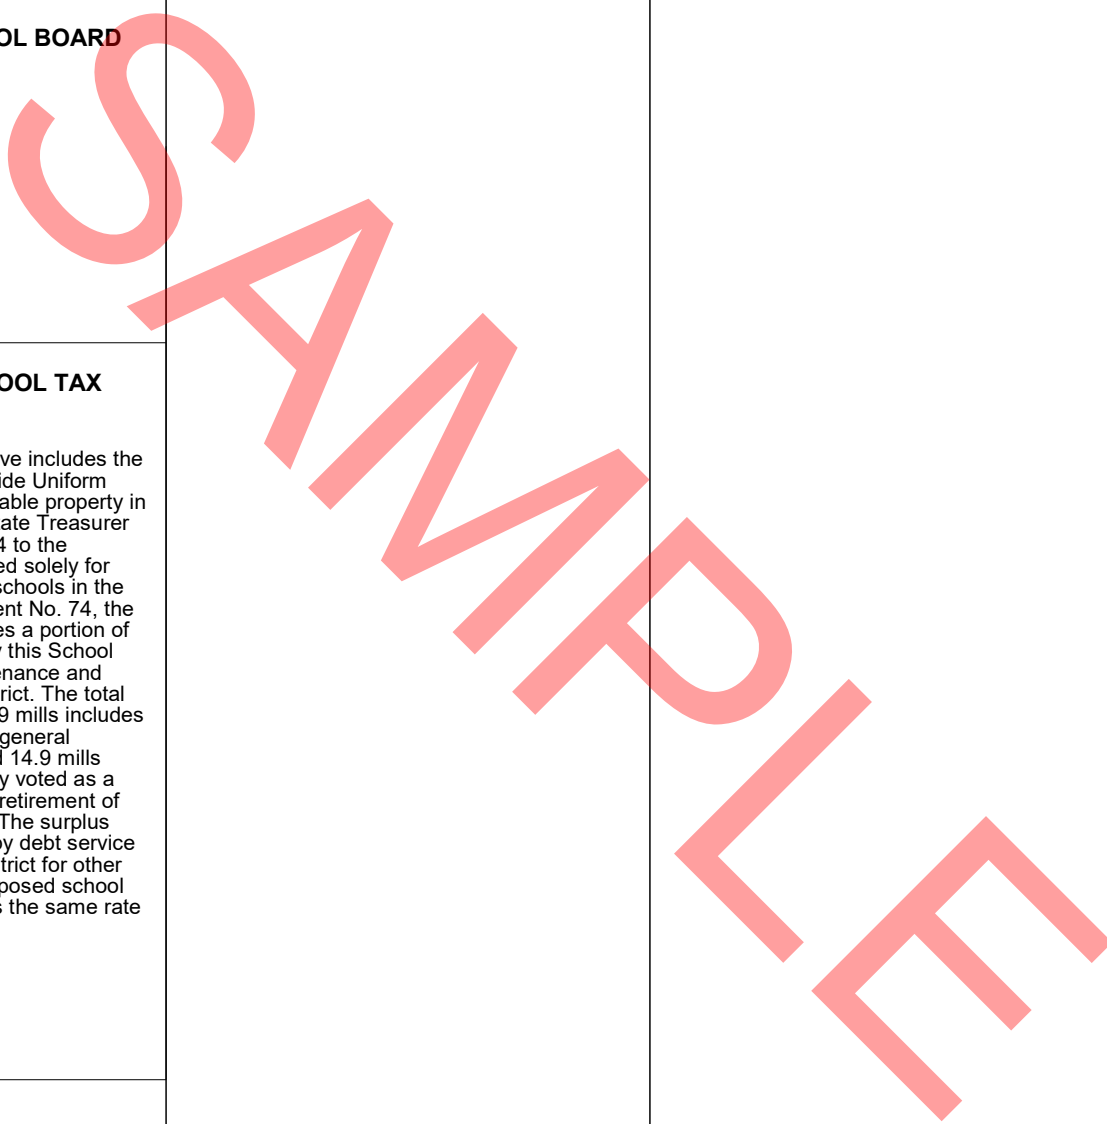 OL BOARD
OOL TAX
ve includes the
ide Uniform
able property in
ate Treasurer
4 to the
ed solely for
schools in the
ent No. 74, the
es a portion of
y this School
enance and
rict. The total
9 mills includes
general
d 14.9 mills
y voted as a
retirement of
The surplus
by debt service
trict for other
posed school
s the same rate
SAMPLE